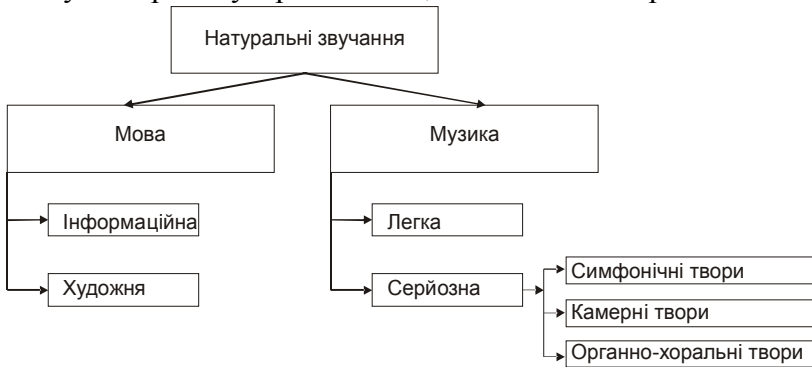 Натуральні звучання
Мова
Музика
Інформаційна
Легка
Художня
Серйозна
Симфонічні твори
Камерні твори
Органно-хоральні твори